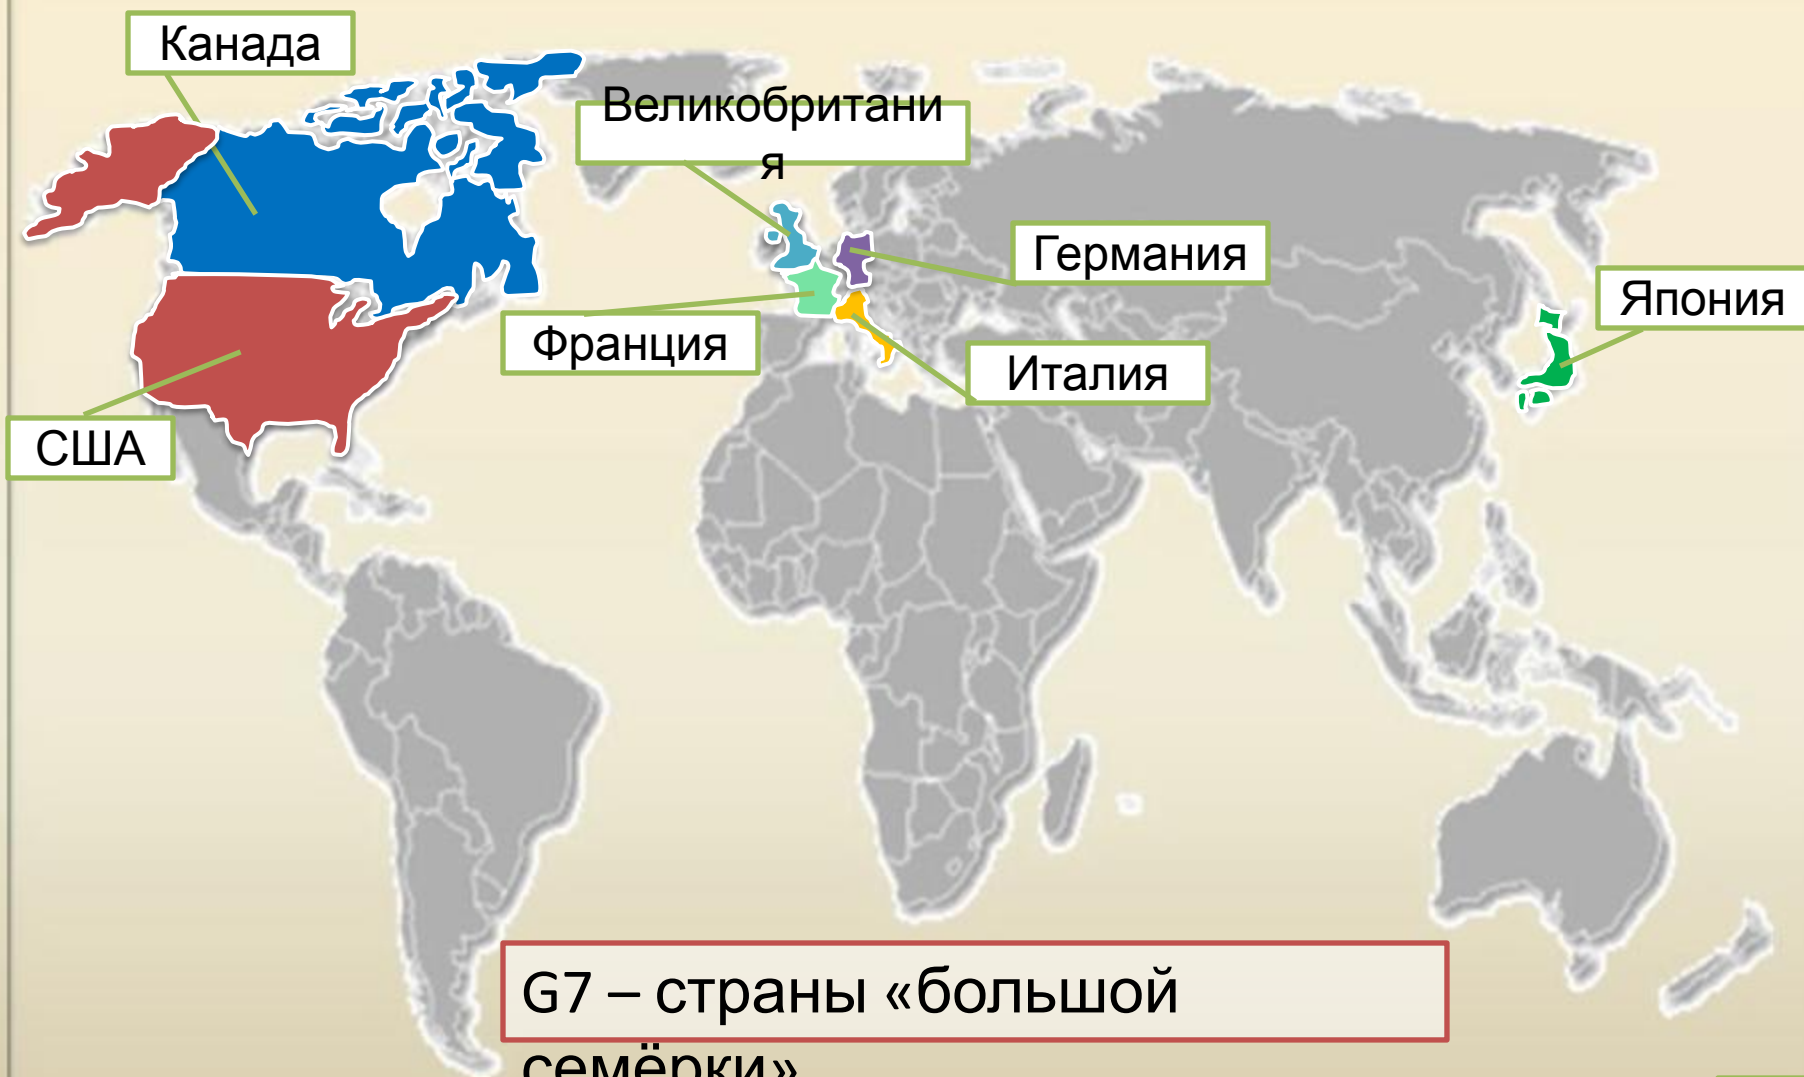 Канада
Великобритани
я
Германия
Япония
Франция
Италия
США
G7 – страны «большой
семёрки»